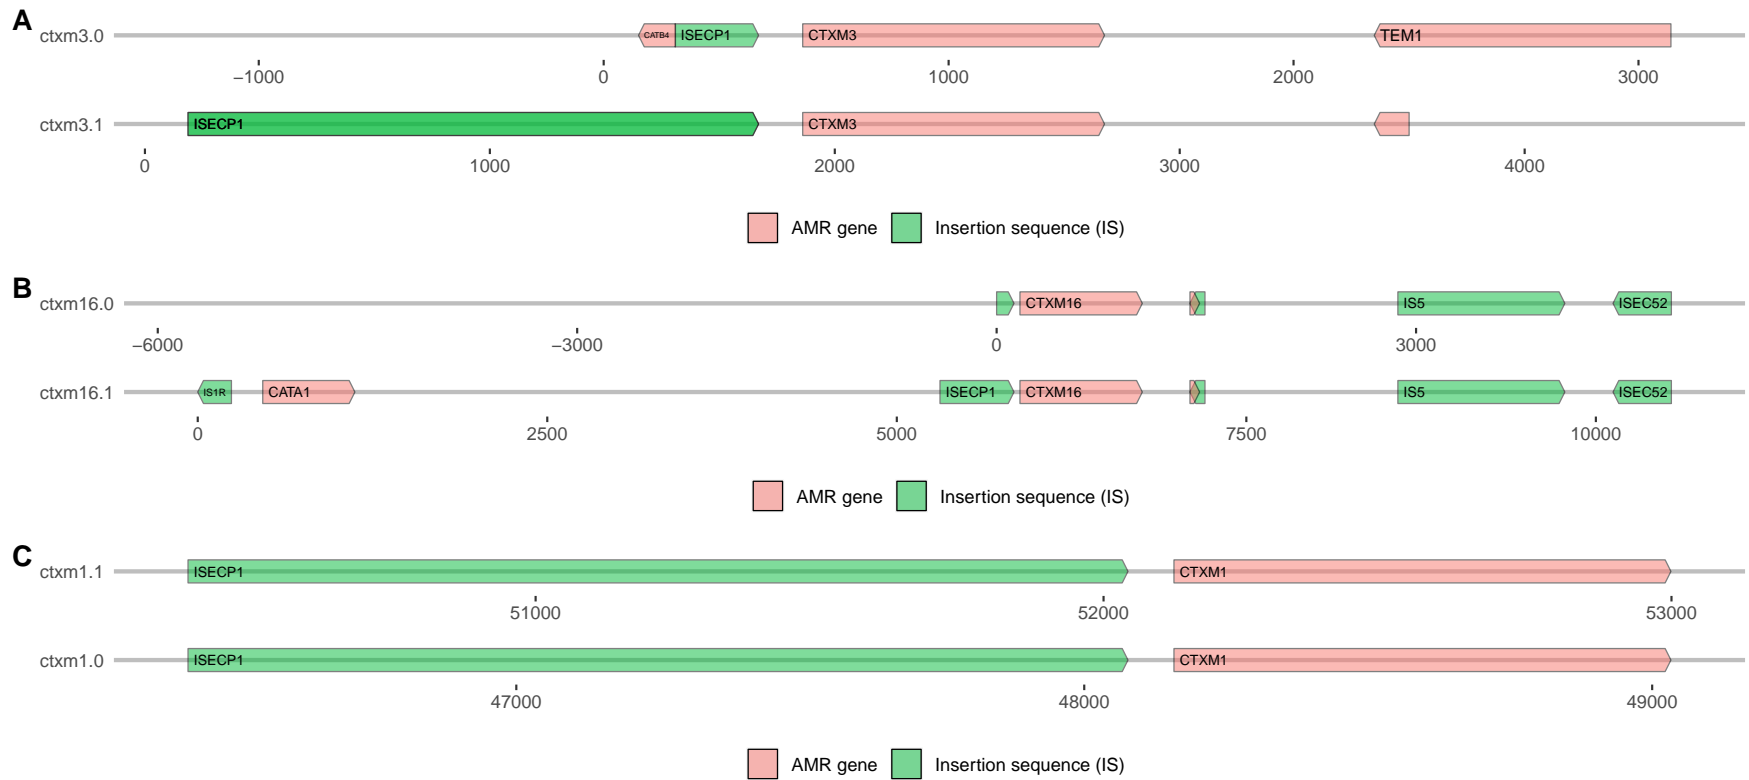 A
ctxm3.0 CATB4 ISECP1 CTXM3 TEM1
−1000 0 1000 2000 3000
ctxm3.1 ISECP1 CTXM3
0 1000 2000 3000 4000
AMR gene Insertion sequence (IS)
B
ctxm16.0 CTXM16 IS5 ISEC52
−6000 −3000 0 3000
ctxm16.1 IS1R CATA1 ISECP1 CTXM16 IS5 ISEC52
0 2500 5000 7500 10000
AMR gene Insertion sequence (IS)
C
ctxm1.1 ISECP1 CTXM1
51000 52000 53000
ctxm1.0 ISECP1 CTXM1
47000 48000 49000
AMR gene Insertion sequence (IS)